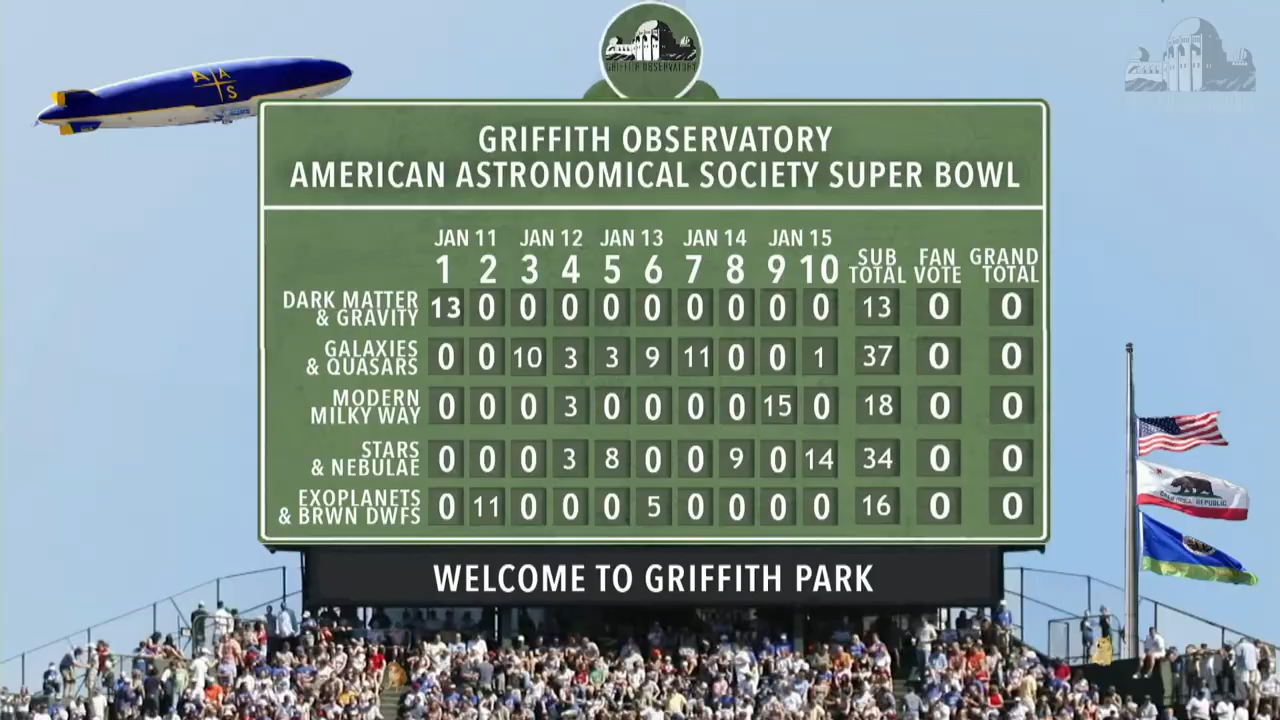 A A
S
GRIFFITH OBSERVATORY
GRIFFITH OBSERVATORY
AMERICAN ASTRONOMICAL SOCIETY SUPER BOWL
JAN 11 JAN 12 JAN 13 JAN 14 JAN 15
1 2 3 4 5 6 7 8 9 10 SUB TOTAL FAN VOTE GRAND TOTAL
DARK MATTER
& GRAVITY 13 0 0 0 0 0 0 0 0 0 13 0 0
GALAXIES
& QUASARS 0 0 10 3 3 9 11 0 0 1 37 0 0
MODERN
MILKY WAY 0 0 0 3 0 0 0 0 15 0 18 0 0
STARS
& NEBULAE 0 0 0 3 8 0 0 9 0 14 34 0 0
EXOPLANETS
& BRWN DWFS 0 11 0 0 0 5 0 0 0 0 16 0 0
WELCOME TO GRIFFITH PARK
CALIFORNIA REPUBLIC